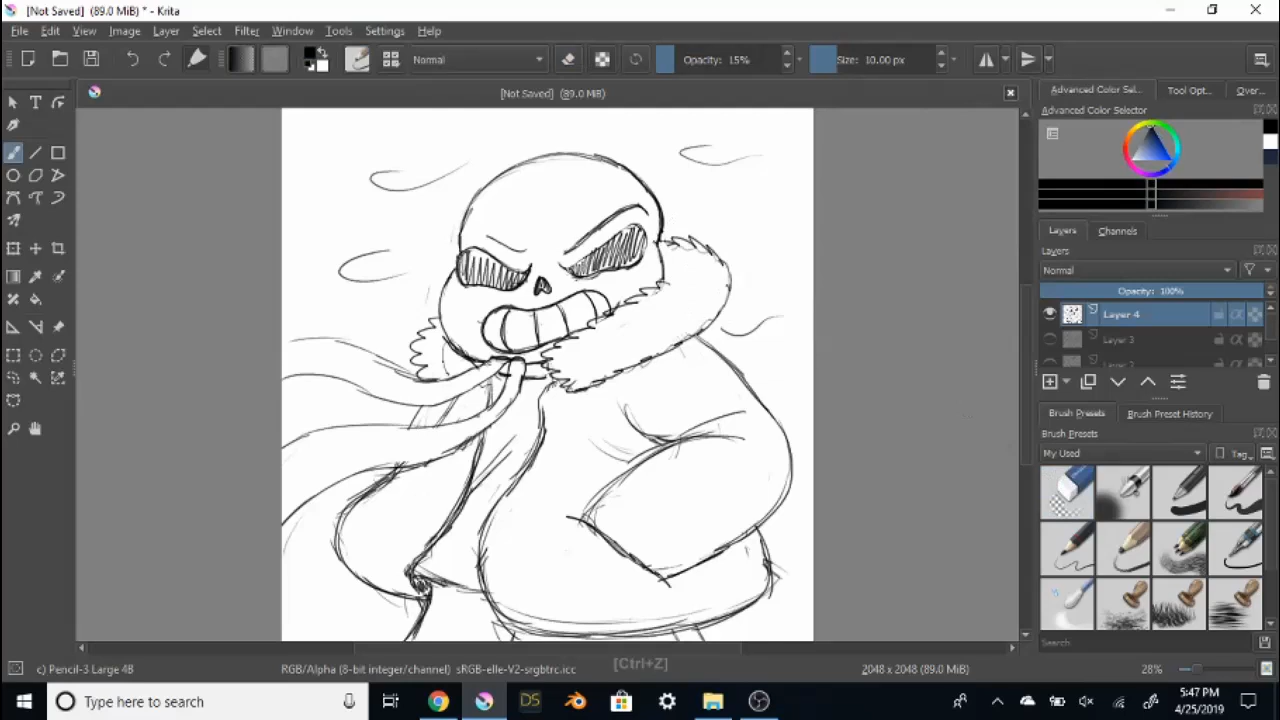 [Not Saved] (89.0 MiB) * - Krita
File Edit View Image Layer Select Filter Window Tools Settings Help
Normal Opacity: 15% Size: 10.00 px
[Not Saved] (89.0 MiB)
Advanced Color Sel... Tool Opt... Over...
Advanced Color Selector
Layers Channels
Layers
Normal
Opacity: 100%
Layer 4
Layer 3
Brush Presets Brush Preset History
Brush Presets
My Used Tag
Search
c) Pencil-3 Large 4B RGB/Alpha (8-bit integer/channel) sRGB-elle-V2-srgbtrc.icc [Ctrl+Z] 2048 x 2048 (89.0 MiB) 28%
Type here to search DS 5:47 PM
4/25/2019